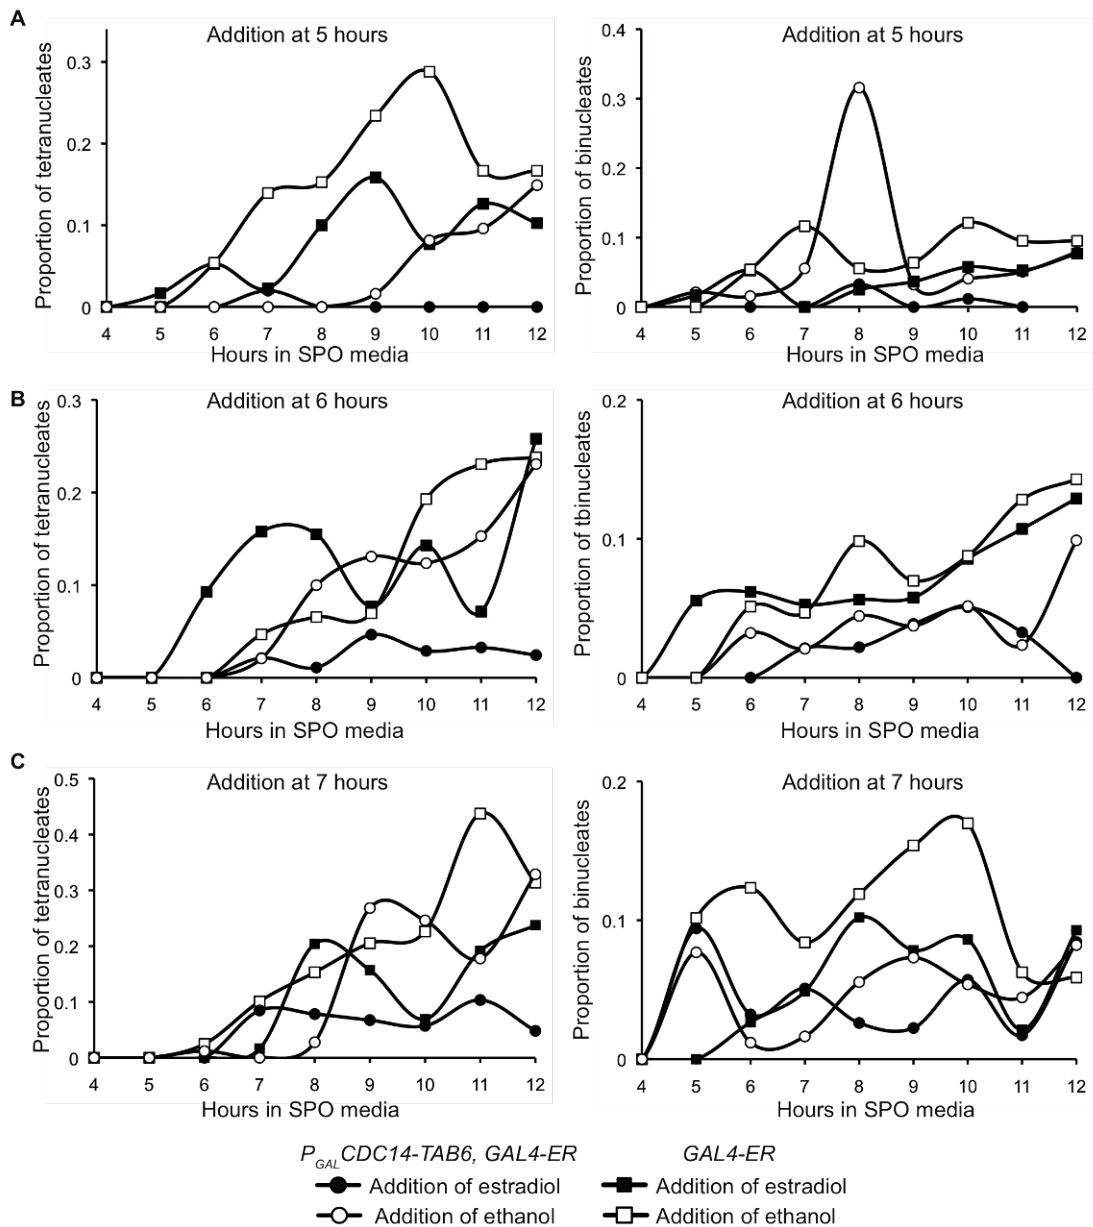 A
Addition at 5 hours
Proportion of tetranucleates
0.3
0.2
0.1
0
4 5 6 7 8 9 10 11 12
Hours in SPO media
Addition at 5 hours
Proportion of binucleates
0.4
0.3
0.2
0.1
0
4 5 6 7 8 9 10 11 12
Hours in SPO media
B
Addition at 6 hours
Proportion of tetranucleates
0.3
0.2
0.1
0
4 5 6 7 8 9 10 11 12
Hours in SPO media
Addition at 6 hours
Proportion of tbinucleates
0.2
0.1
0
4 5 6 7 8 9 10 11 12
Hours in SPO media
C
Addition at 7 hours
Proportion of tetranucleates
0.5
0.4
0.3
0.2
0.1
0
4 5 6 7 8 9 10 11 12
Hours in SPO media
Addition at 7 hours
Proportion of binucleates
0.2
0.1
0
4 5 6 7 8 9 10 11 12
Hours in SPO media
PGALCDC14-TAB6, GAL4-ER
Addition of estradiol
Addition of ethanol
GAL4-ER
Addition of estradiol
Addition of ethanol